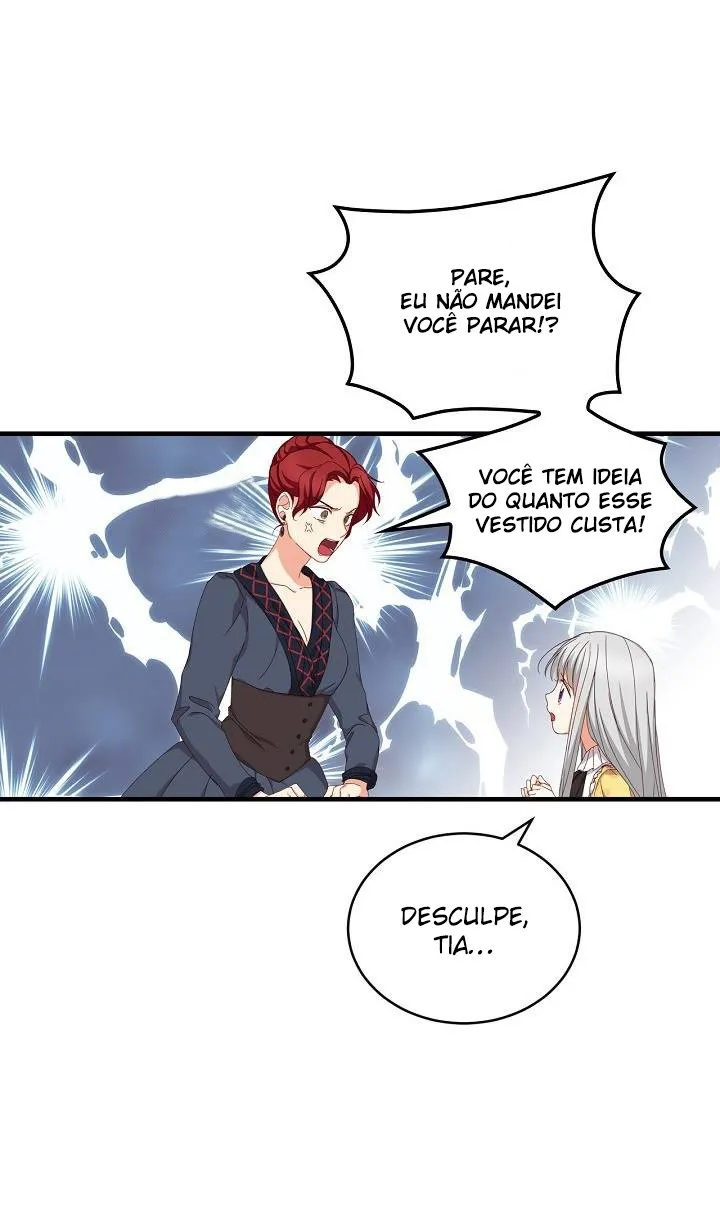 PARE,
EU NÃO MANDEI
VOCÊ PARAR!?
VOCÊ TEM IDEIA
DO QUANTO ESSE
VESTIDO CUSTA!
DESCULPE,
TIA...